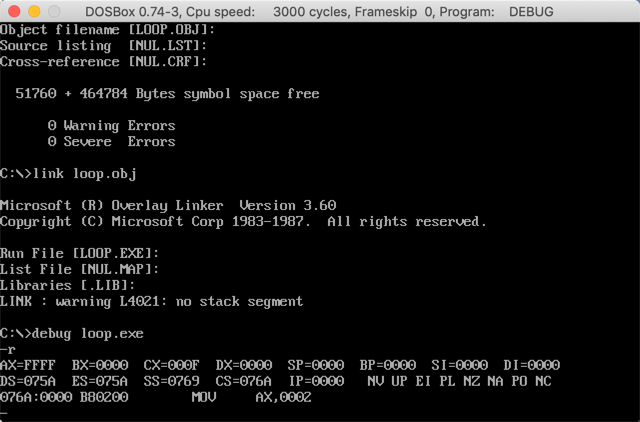 DOSBox 0.74-3, Cpu speed:    3000 cycles, Frameskip  0, Program:    DEBUG
Object filename [LOOP.OBJ]:
Source listing  [NUL.LST]:
Cross-reference [NUL.CRF]:
  51760 + 464784 Bytes symbol space free
      0 Warning Errors
      0 Severe  Errors
C:\>link loop.obj
Microsoft (R) Overlay Linker  Version 3.60
Copyright (C) Microsoft Corp 1983-1987.  All rights reserved.
Run File [LOOP.EXE]:
List File [NUL.MAP]:
Libraries [.LIB]:
LINK : warning L4021: no stack segment
C:\>debug loop.exe
-r
AX=FFFF  BX=0000  CX=000F  DX=0000  SP=0000  BP=0000  SI=0000  DI=0000
DS=075A  ES=075A  SS=0769  CS=076A  IP=0000   NV UP EI PL NZ NA PO NC
076A:0000 B80200        MOV     AX,0002
-